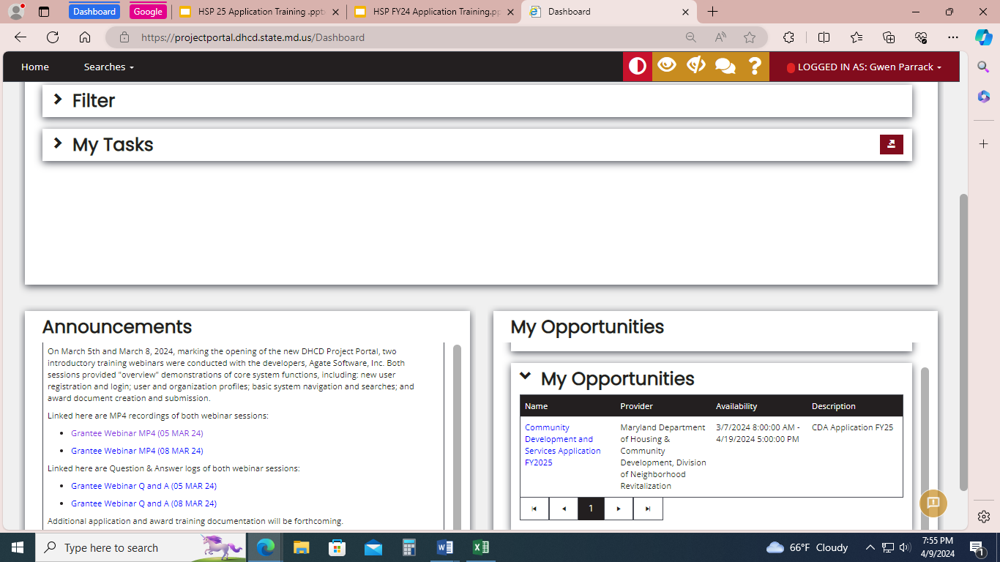 Dashboard
Google
HSP 25 Application Training .ppt
HSP FY24 Application Training.pp
Dashboard
https://projectportal.dhcd.state.md.us/Dashboard
Home
Searches
LOGGED IN AS: Gwen Parrack
Filter
My Tasks
Announcements
On March 5th and March 8, 2024, marking the opening of the new DHCD Project Portal, two
introductory training webinars were conducted with the developers, Agate Software, Inc. Both
sessions provided "overview" demonstrations of core system functions, including: new user
registration and login; user and organization profiles; basic system navigation and searches; and
award document creation and submission.
Linked here are MP4 recordings of both webinar sessions:
• Grantee Webinar MP4 (05 MAR 24)
• Grantee Webinar MP4 (08 MAR 24)
Linked here are Question & Answer logs of both webinar sessions:
• Grantee Webinar Q and A (05 MAR 24)
• Grantee Webinar Q and A (08 MAR 24)
Additional application and award training documentation will be forthcoming.
My Opportunities
My Opportunities
Name Provider Availability Description
Community Maryland Department 3/7/2024 8:00:00 AM - CDA Application FY25
Development and of Housing & 4/19/2024 5:00:00 PM
Services Application Community
FY2025 Development, Division
of Neighborhood
Revitalization
1
Type here to search
66°F Cloudy
7:55 PM
4/9/2024
1